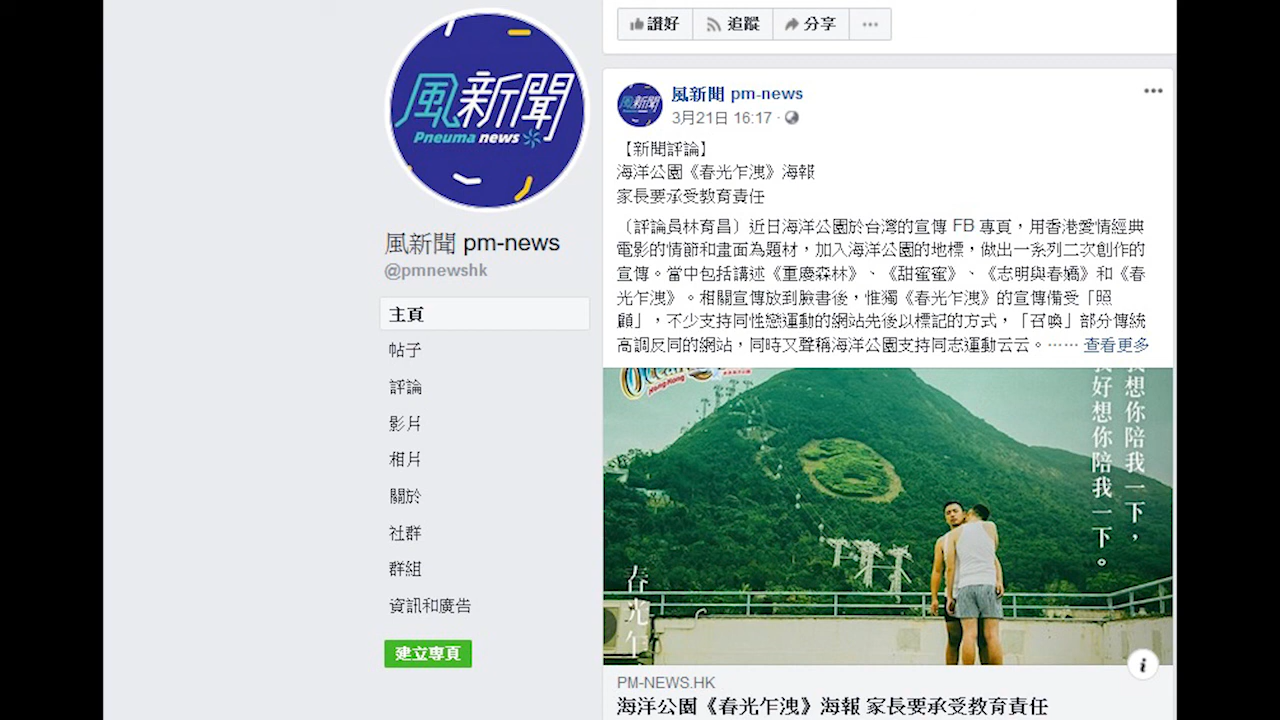 風新聞
Pneuma news
風新聞 pm-news
@pmnewshk
主頁
帖子
評論
影片
相片
關於
社群
群組
資訊和廣告
建立專頁
讚好
追蹤
分享
風新聞
風新聞 pm-news
3月21日 16:17
【新聞評論】
海洋公園《春光乍洩》海報
家長要承受教育責任
〔評論員林育昌〕近日海洋公園於台灣的宣傳 FB 專頁，用香港愛情經典
電影的情節和畫面為題材，加入海洋公園的地標，做出一系列二次創作的
宣傳。當中包括講述《重慶森林》、《甜蜜蜜》、《志明與春嬌》和《春
光乍洩》。相關宣傳放到臉書後，惟獨《春光乍洩》的宣傳備受「照
顧」，不少支持同性戀運動的網站先後以標記的方式，「召喚」部分傳統
高調反同的網站，同時又聲稱海洋公園支持同志運動云云。…… 查看更多
Hong Kong
想你陪我一下，
好想你陪我一下。
春光乍
PM-NEWS.HK
海洋公園《春光乍洩》海報 家長要承受教育責任